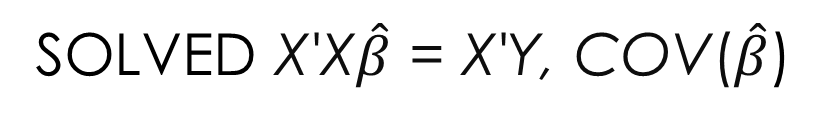 SOLVED X'Xβ̂ = X'Y, COV(β̂)